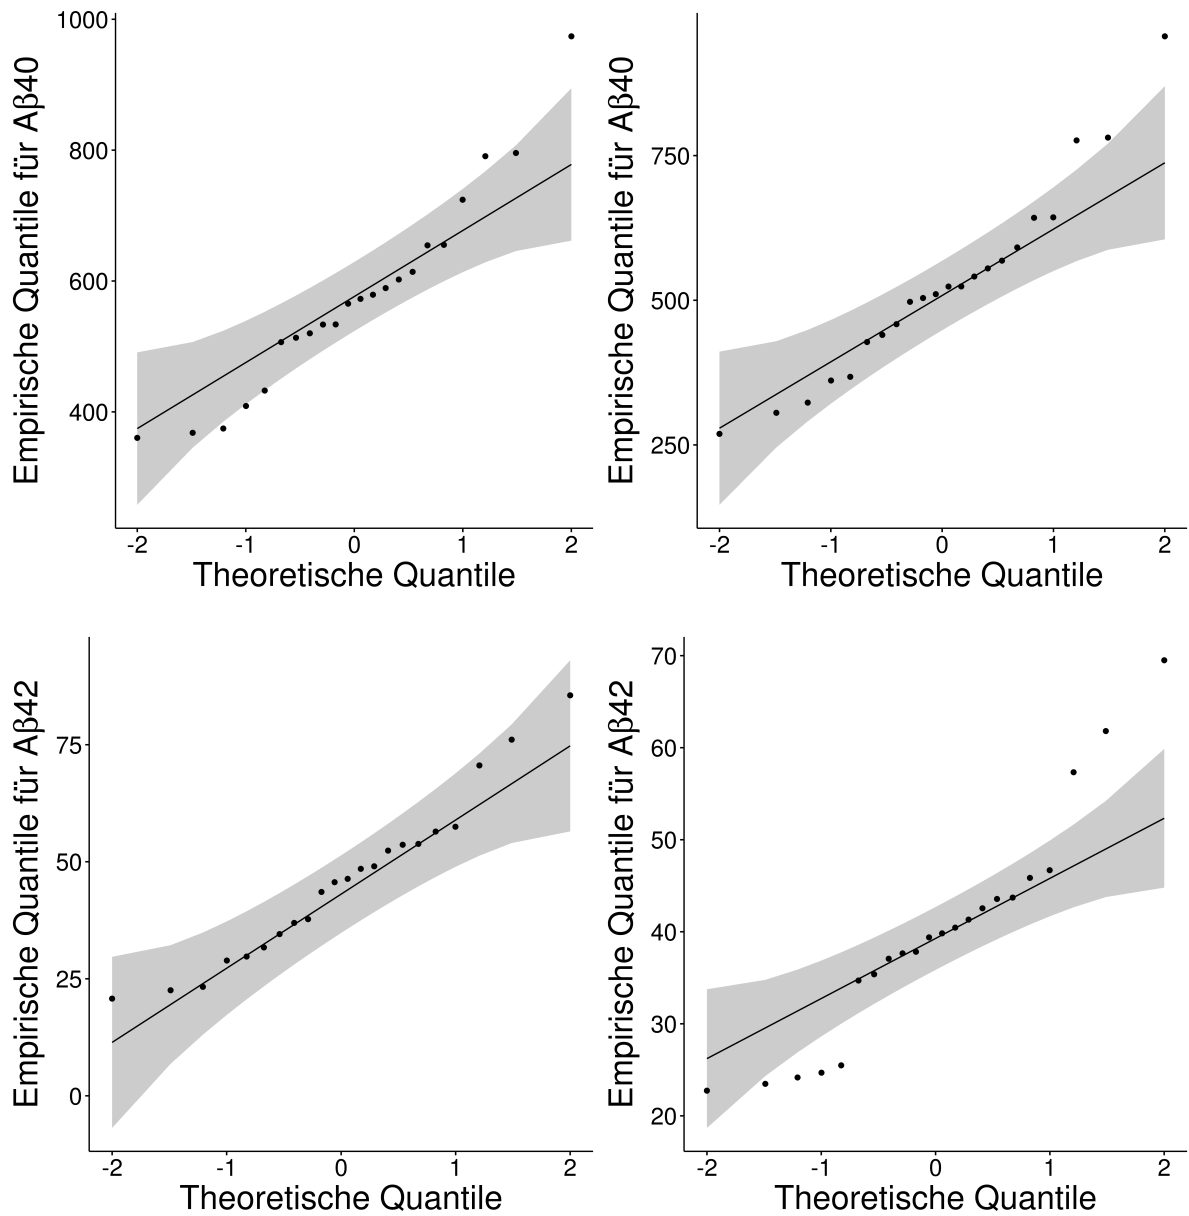 Empirische Quantile für Aβ40
1000
800
600
400
-2 -1 0 1 2
Theoretische Quantile
Empirische Quantile für Aβ40
750
500
250
-2 -1 0 1 2
Theoretische Quantile
Empirische Quantile für Aβ42
75
50
25
0
-2 -1 0 1 2
Theoretische Quantile
Empirische Quantile für Aβ42
70
60
50
40
30
20
-2 -1 0 1 2
Theoretische Quantile